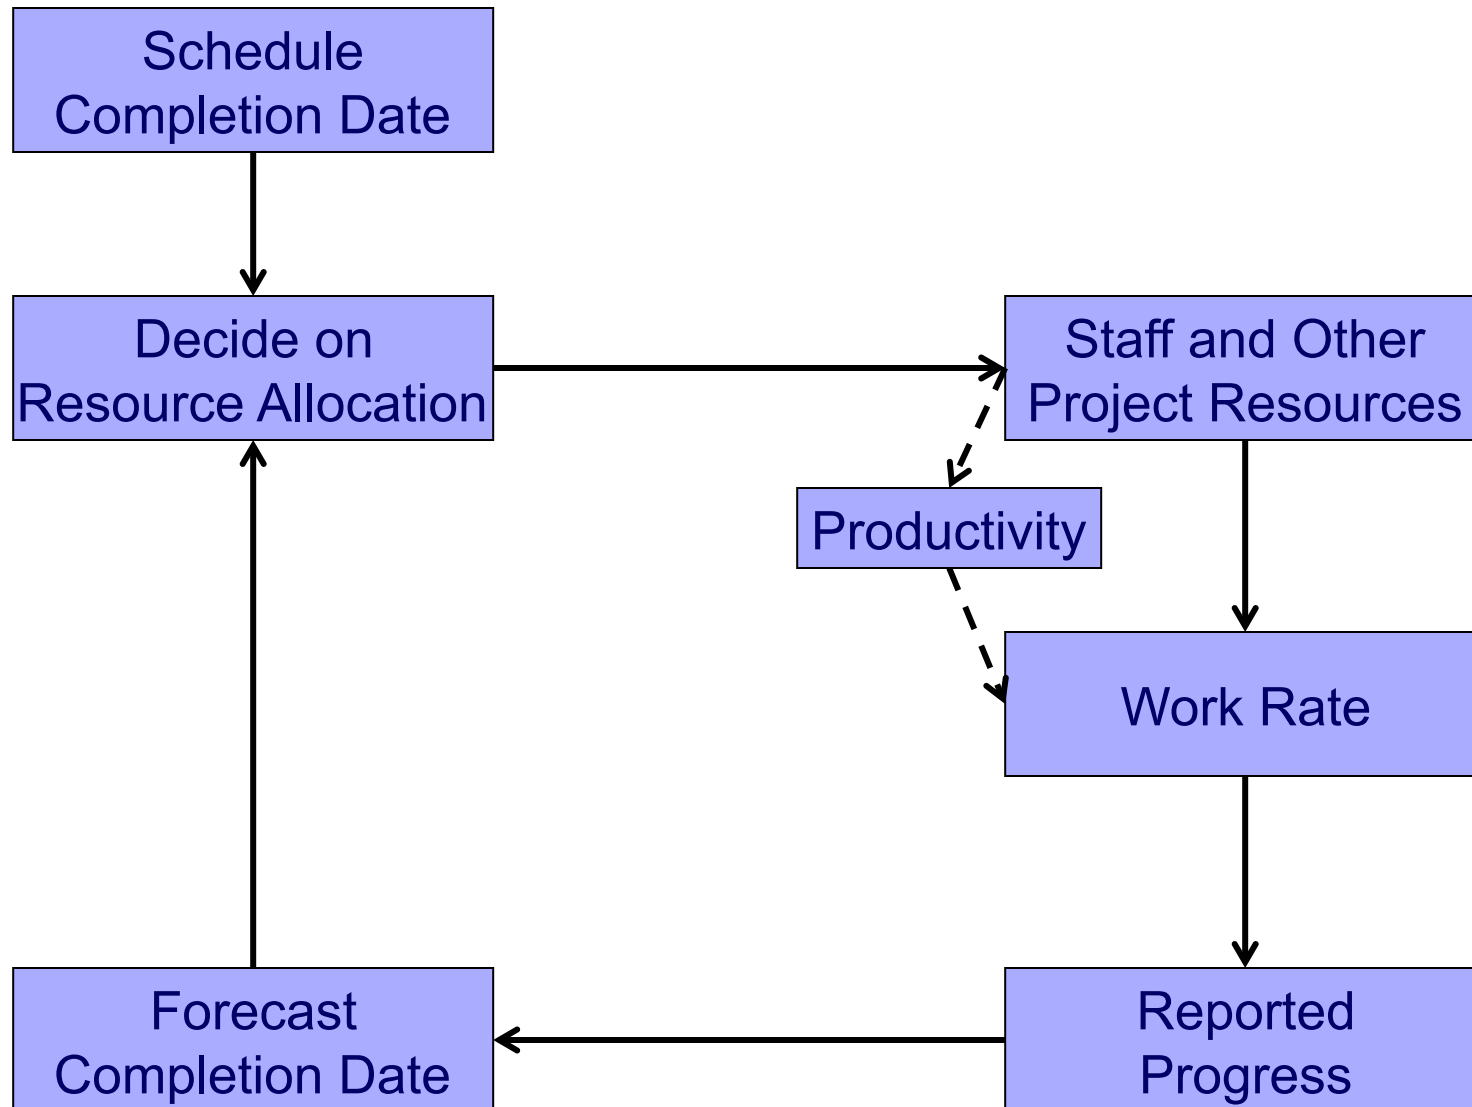 Schedule
Completion Date
Decide on
Resource Allocation
Staff and Other
Project Resources
Productivity
Work Rate
Forecast
Completion Date
Reported
Progress